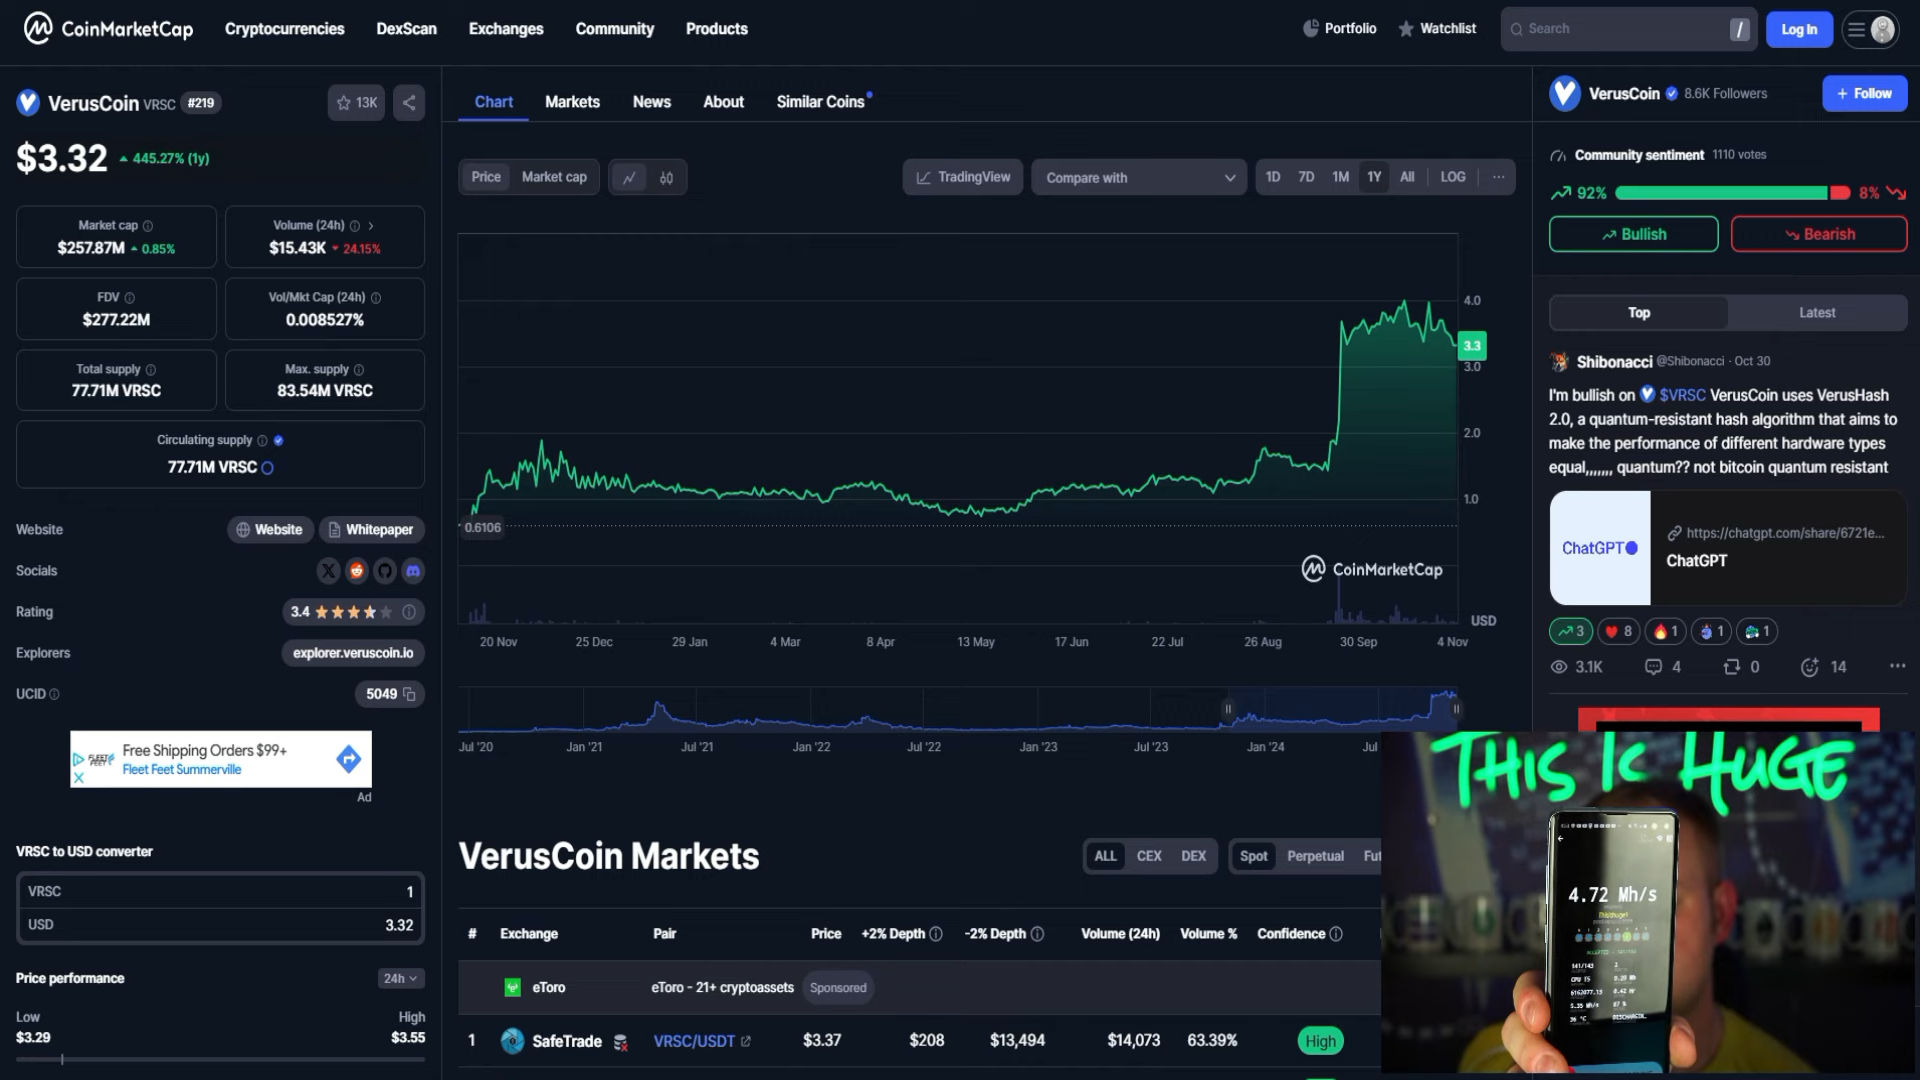 CoinMarketCap Cryptocurrencies DexScan Exchanges Community Products Portfolio Watchlist Search / Log In
VerusCoin VRSC #219 13K
$3.32 445.27% (1y)
Market cap
$257.87M 0.85%
Volume (24h)
$15.43K 24.15%
FDV
$277.22M
Vol/Mkt Cap (24h)
0.008527%
Total supply
77.71M VRSC
Max. supply
83.54M VRSC
Circulating supply
77.71M VRSC
Website Website Whitepaper
Socials
Rating 3.4
Explorers explorer.veruscoin.io
UCID 5049
Free Shipping Orders $99+
FLEET FEET
Fleet Feet Summerville
Ad
VRSC to USD converter
VRSC 1
USD 3.32
Price performance 24h
Low High
$3.29 $3.55
Chart Markets News About Similar Coins
Price Market cap TradingView Compare with 1D 7D 1M 1Y All LOG ...
4.0
3.3
3.0
2.0
1.0
0.6106
CoinMarketCap
USD
20 Nov 25 Dec 29 Jan 4 Mar 8 Apr 13 May 17 Jun 22 Jul 26 Aug 30 Sep 4 Nov
Jul '20 Jan '21 Jul '21 Jan '22 Jul '22 Jan '23 Jul '23 Jan '24 Jul
VerusCoin Markets ALL CEX DEX Spot Perpetual Fut
# Exchange Pair Price +2% Depth -2% Depth Volume (24h) Volume % Confidence
eToro eToro - 21+ cryptoassets Sponsored
1 SafeTrade VRSC/USDT $3.37 $208 $13,494 $14,073 63.39% High
VerusCoin 8.6K Followers + Follow
Community sentiment 1110 votes
92% 8%
Bullish Bearish
Top Latest
Shibonacci @Shibonacci · Oct 30
I'm bullish on $VRSC VerusCoin uses VerusHash
2.0, a quantum-resistant hash algorithm that aims to
make the performance of different hardware types
equal,,,,,,, quantum?? not bitcoin quantum resistant
ChatGPT
https://chatgpt.com/share/6721e...
ChatGPT
3 8 1 1 1
3.1K 4 0 14
THIS IS HUGE
4.72 Mh/s
141/143
36 °C